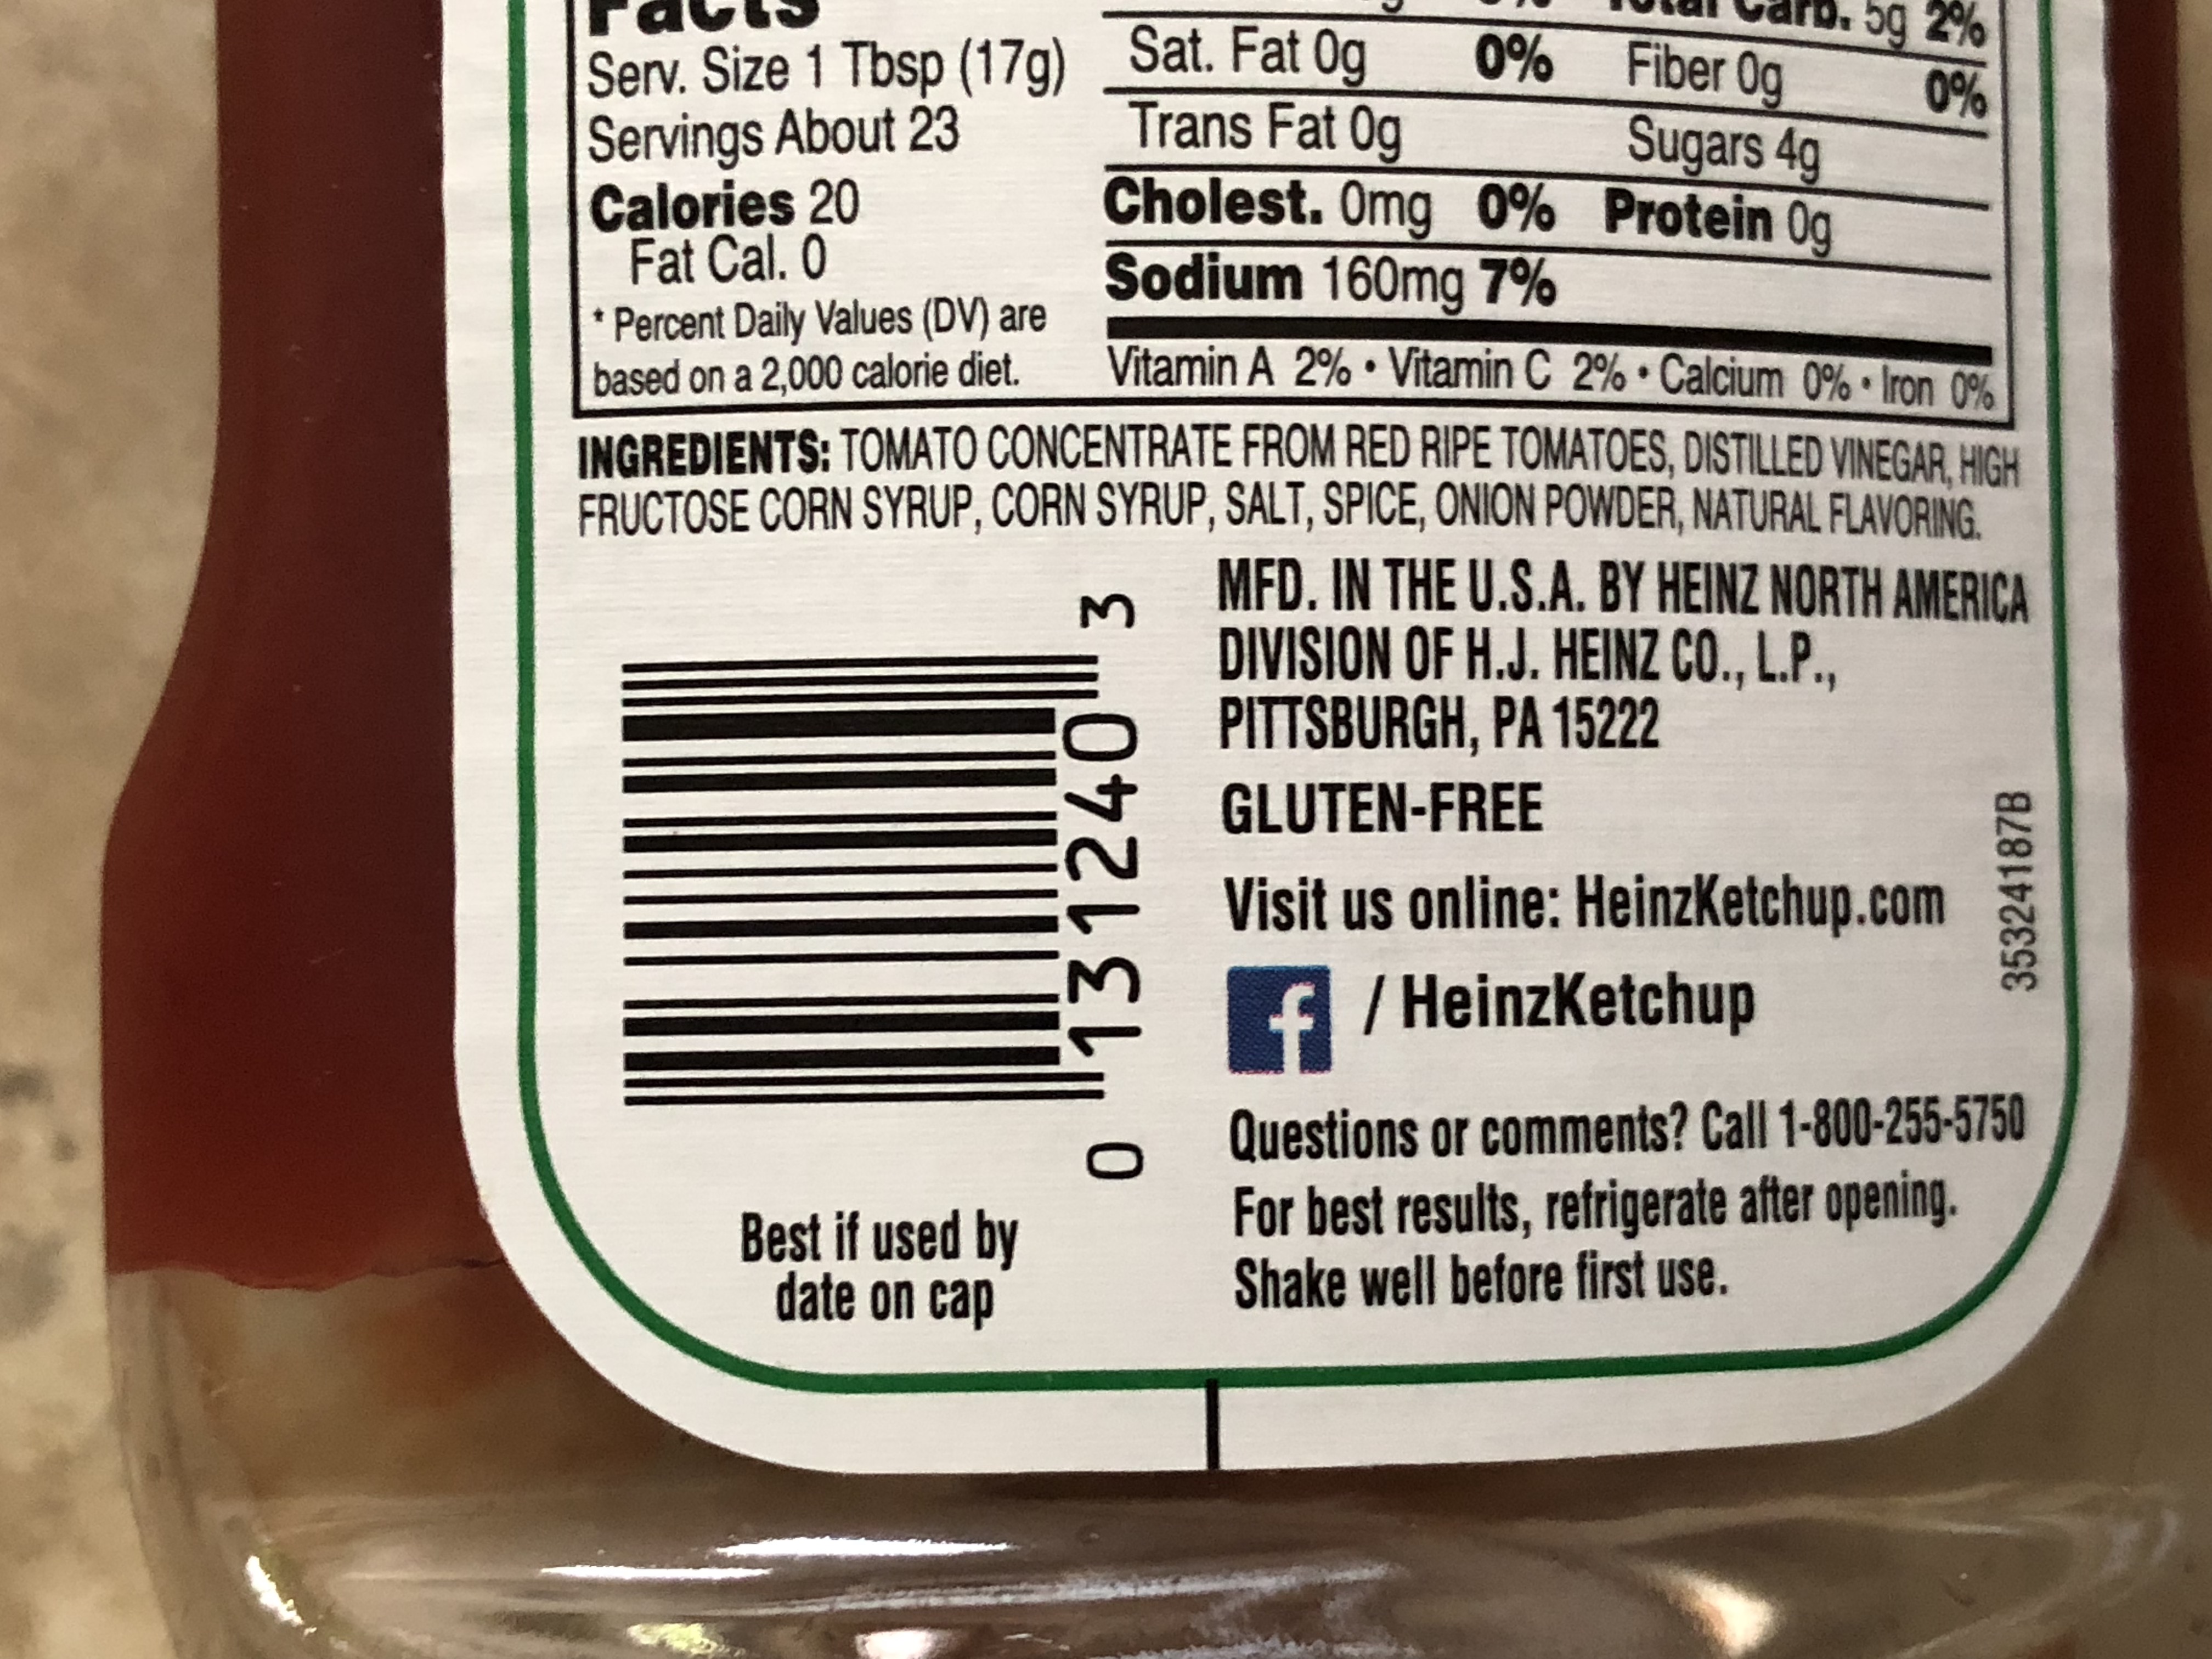 Facts
Serv. Size 1 Tbsp (17g)
Servings About 23
Calories 20
Fat Cal. 0
* Percent Daily Values (DV) are
based on a 2,000 calorie diet.
Carb. 5g 2%
Sat. Fat 0g 0% Fiber 0g 0%
Trans Fat 0g Sugars 4g
Cholest. 0mg 0% Protein 0g
Sodium 160mg 7%
Vitamin A 2% • Vitamin C 2% • Calcium 0% • Iron 0%
INGREDIENTS: TOMATO CONCENTRATE FROM RED RIPE TOMATOES, DISTILLED VINEGAR, HIGH
FRUCTOSE CORN SYRUP, CORN SYRUP, SALT, SPICE, ONION POWDER, NATURAL FLAVORING.
3
131240
0
Best if used by
date on cap
MFD. IN THE U.S.A. BY HEINZ NORTH AMERICA
DIVISION OF H.J. HEINZ CO., L.P.,
PITTSBURGH, PA 15222
GLUTEN-FREE
Visit us online: HeinzKetchup.com
f / HeinzKetchup
Questions or comments? Call 1-800-255-5750
For best results, refrigerate after opening.
Shake well before first use.
35324187B